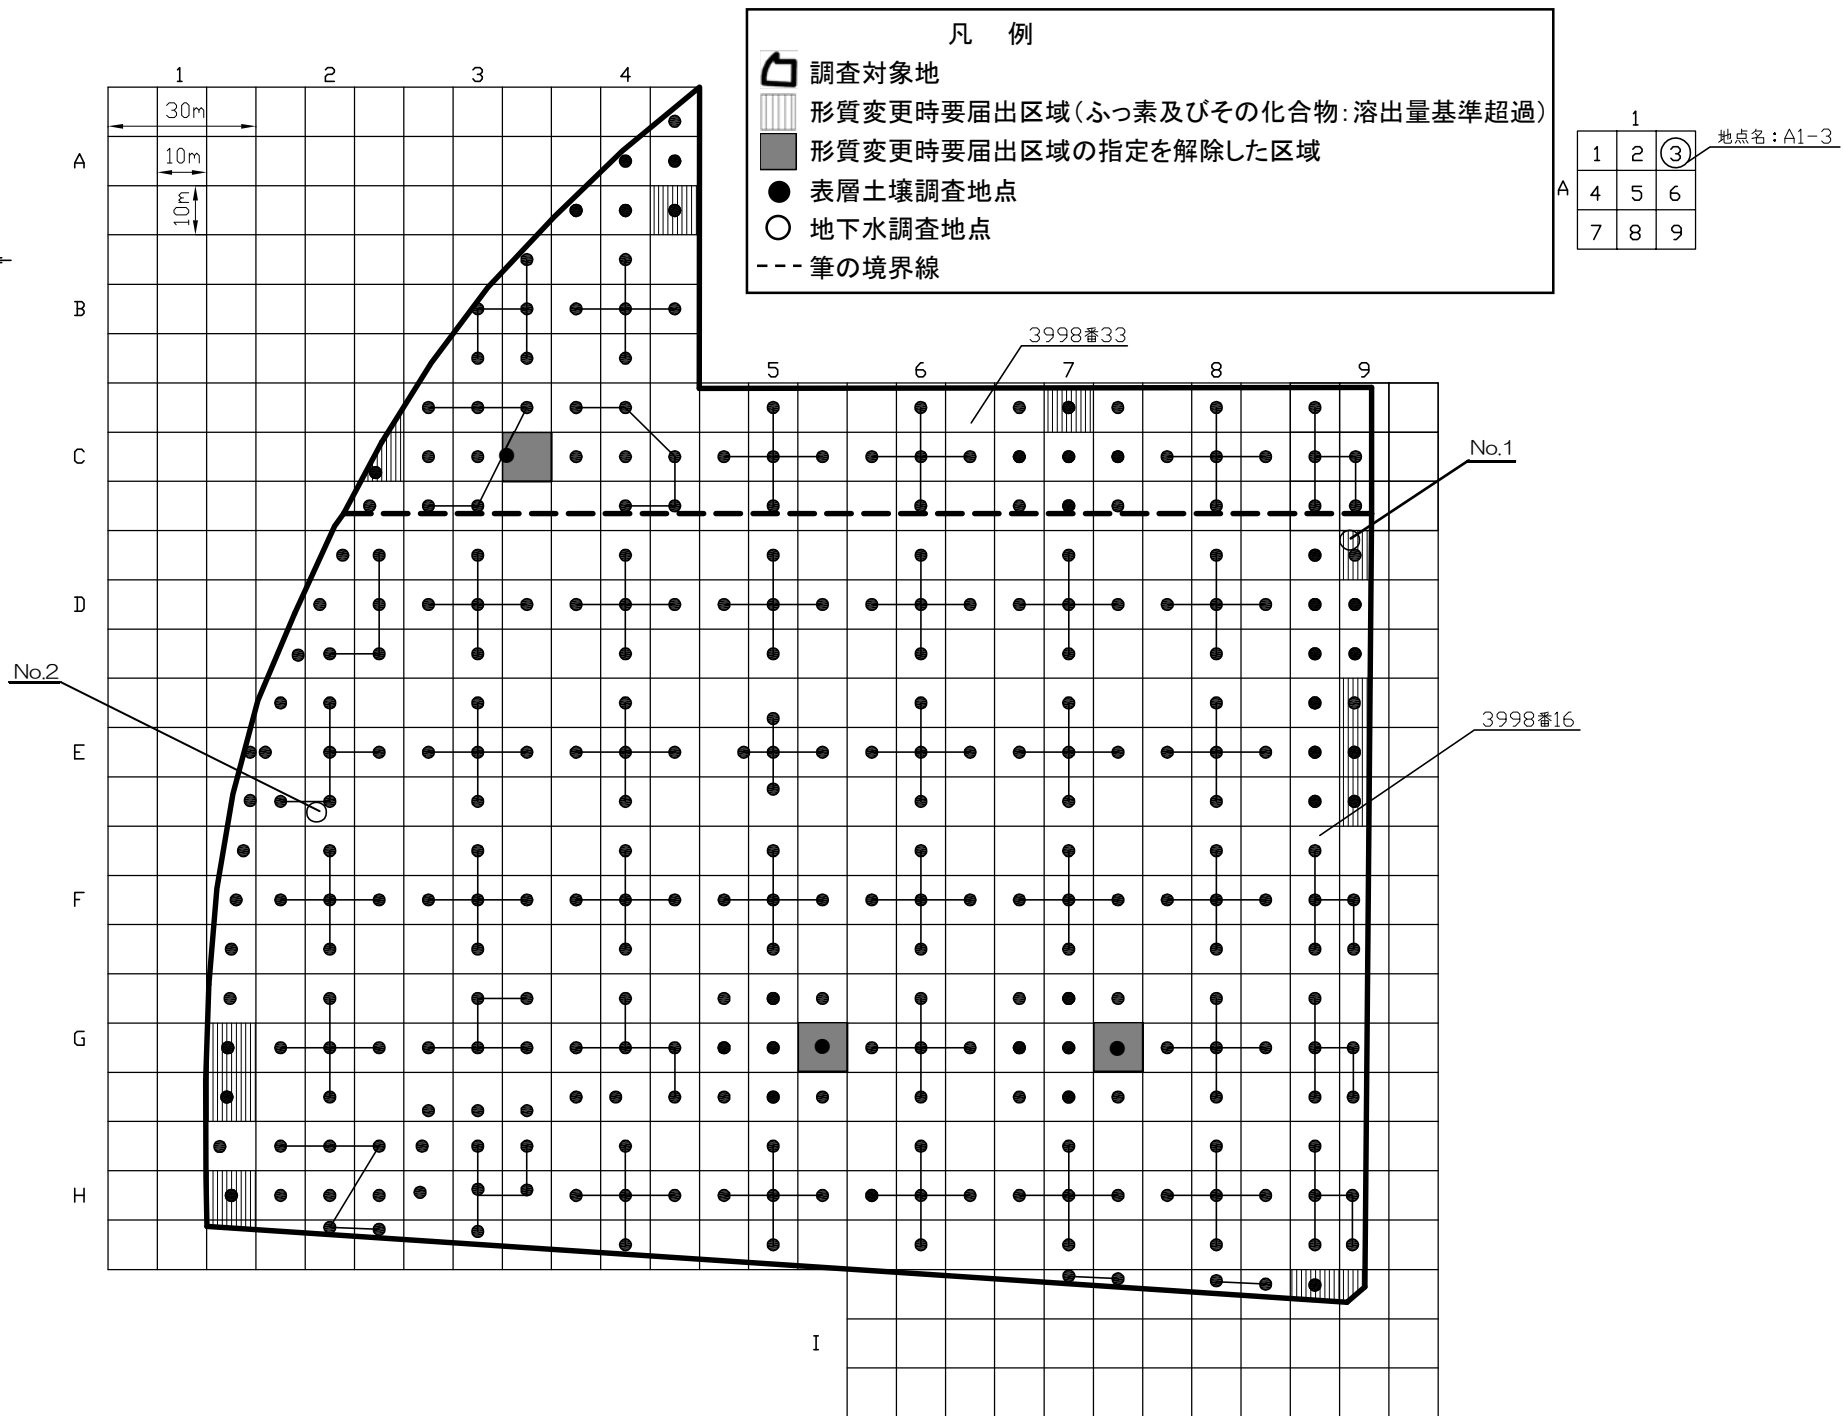 凡 例
調査対象地
形質変更時要届出区域(ふっ素及びその化合物:溶出量基準超過)
形質変更時要届出区域の指定を解除した区域
表層土壌調査地点
地下水調査地点
筆の境界線
1
1 2 3
A 4 5 6
7 8 9
地点名:A1-3
1 2 3 4
30m
10m
10m
A
B
3998番33
5 6 7 8 9
C
No.1
D
No.2
3998番16
E
F
G
H
I